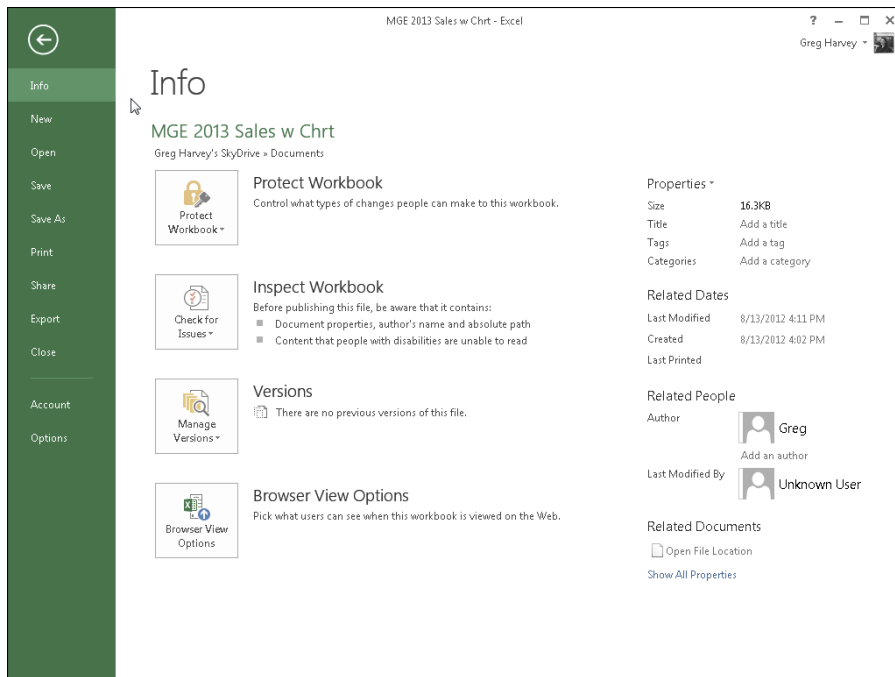 MGE 2013 Sales w Chrt - Excel
?
Greg Harvey
Info
New
Open
Save
Save As
Print
Share
Export
Close
Account
Options
Info
MGE 2013 Sales w Chrt
Greg Harvey's SkyDrive » Documents
Protect
Workbook
Protect Workbook
Control what types of changes people can make to this workbook.
Check for
Issues
Inspect Workbook
Before publishing this file, be aware that it contains:
Document properties, author's name and absolute path
Content that people with disabilities are unable to read
Manage
Versions
Versions
There are no previous versions of this file.
Browser View
Options
Browser View Options
Pick what users can see when this workbook is viewed on the Web.
Properties
Size 16.3KB
Title Add a title
Tags Add a tag
Categories Add a category
Related Dates
Last Modified 8/13/2012 4:11 PM
Created 8/13/2012 4:02 PM
Last Printed
Related People
Author Greg
Add an author
Last Modified By Unknown User
Related Documents
Open File Location
Show All Properties